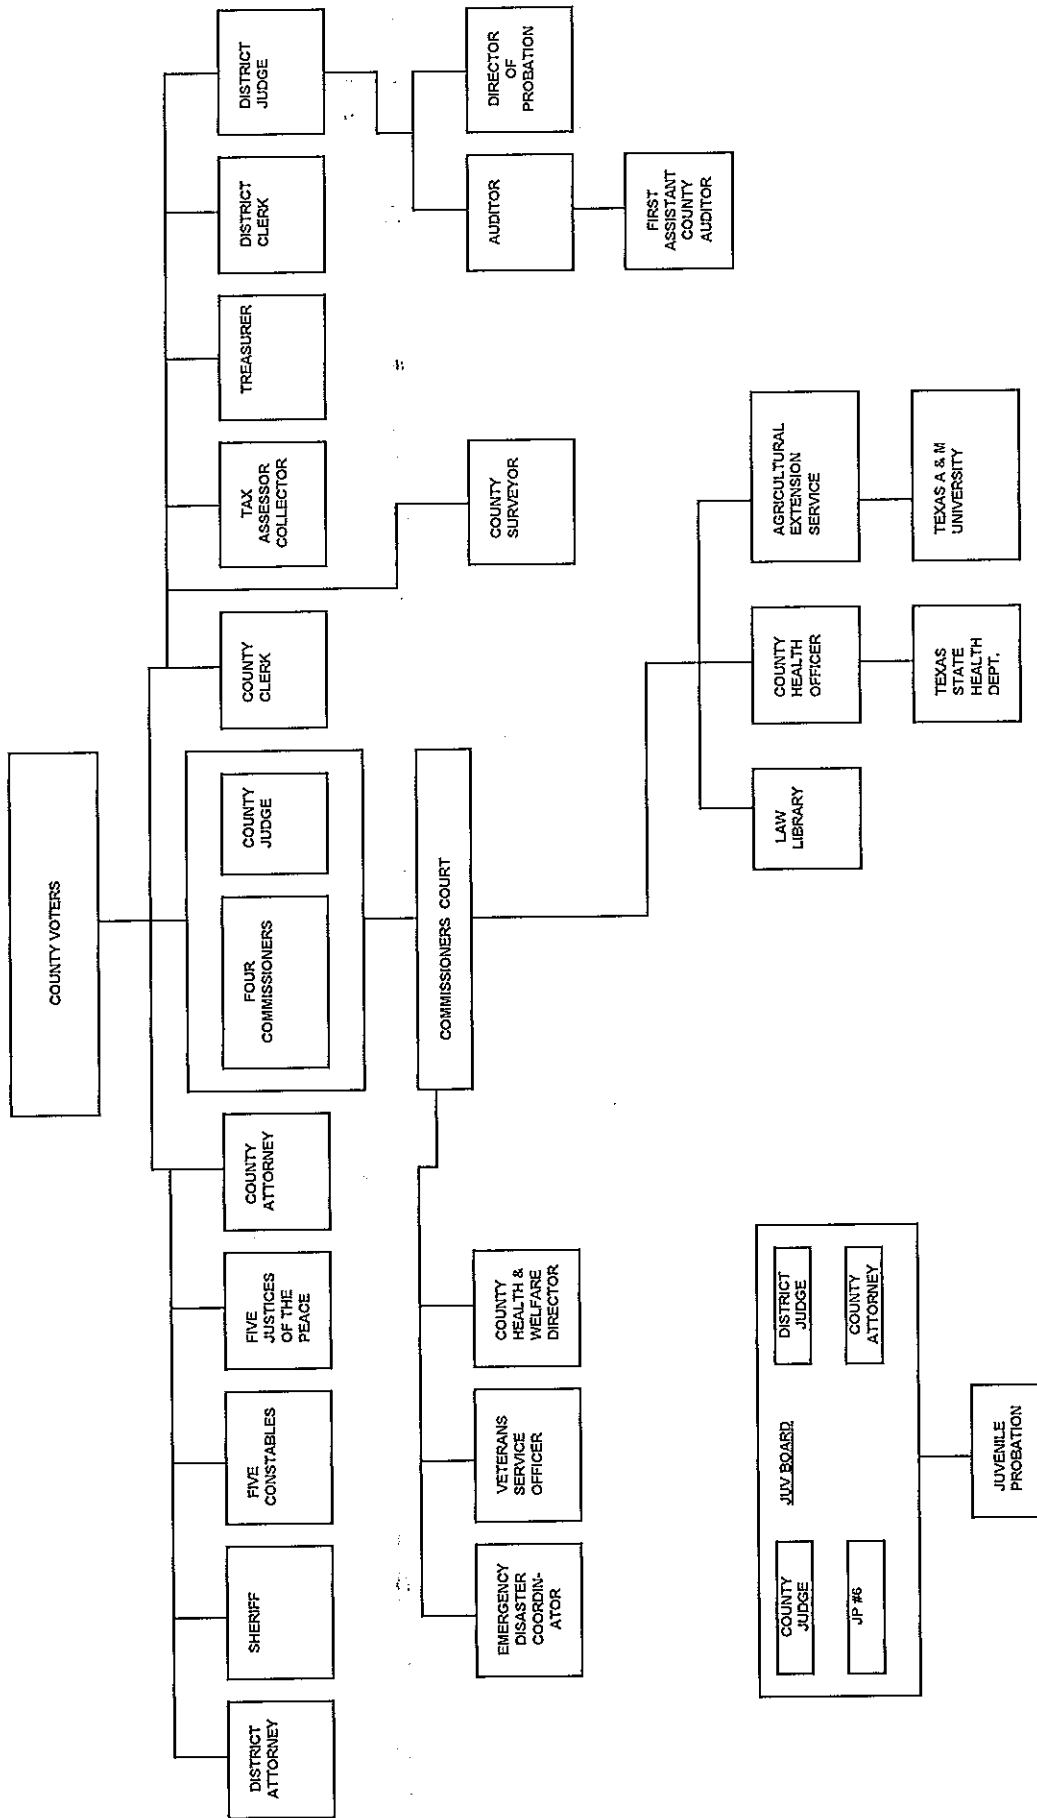 COUNTY VOTERS
DISTRICT
ATTORNEY
SHERIFF
FIVE
CONSTABLES
FIVE
JUSTICES
OF THE
PEACE
COUNTY
ATTORNEY
FOUR
COMMISSIONERS
COUNTY
JUDGE
COUNTY
CLERK
TAX
ASSESSOR
COLLECTOR
TREASURER
DISTRICT
CLERK
DISTRICT
JUDGE
COMMISSIONERS COURT
EMERGENCY
DISASTER
COORDIN-
ATOR
VETERANS
SERVICE
OFFICER
COUNTY
HEALTH &
WELFARE
DIRECTOR
COUNTY
SURVEYOR
AUDITOR
DIRECTOR
OF
PROBATION
FIRST
ASSISTANT
COUNTY
AUDITOR
LAW
LIBRARY
COUNTY
HEALTH
OFFICER
AGRICULTURAL
EXTENSION
SERVICE
TEXAS
STATE
HEALTH
DEPT.
TEXAS A & M
UNIVERSITY
COUNTY
JUDGE
JUV BOARD
DISTRICT
JUDGE
JP #6
COUNTY
ATTORNEY
JUVENILE
PROBATION